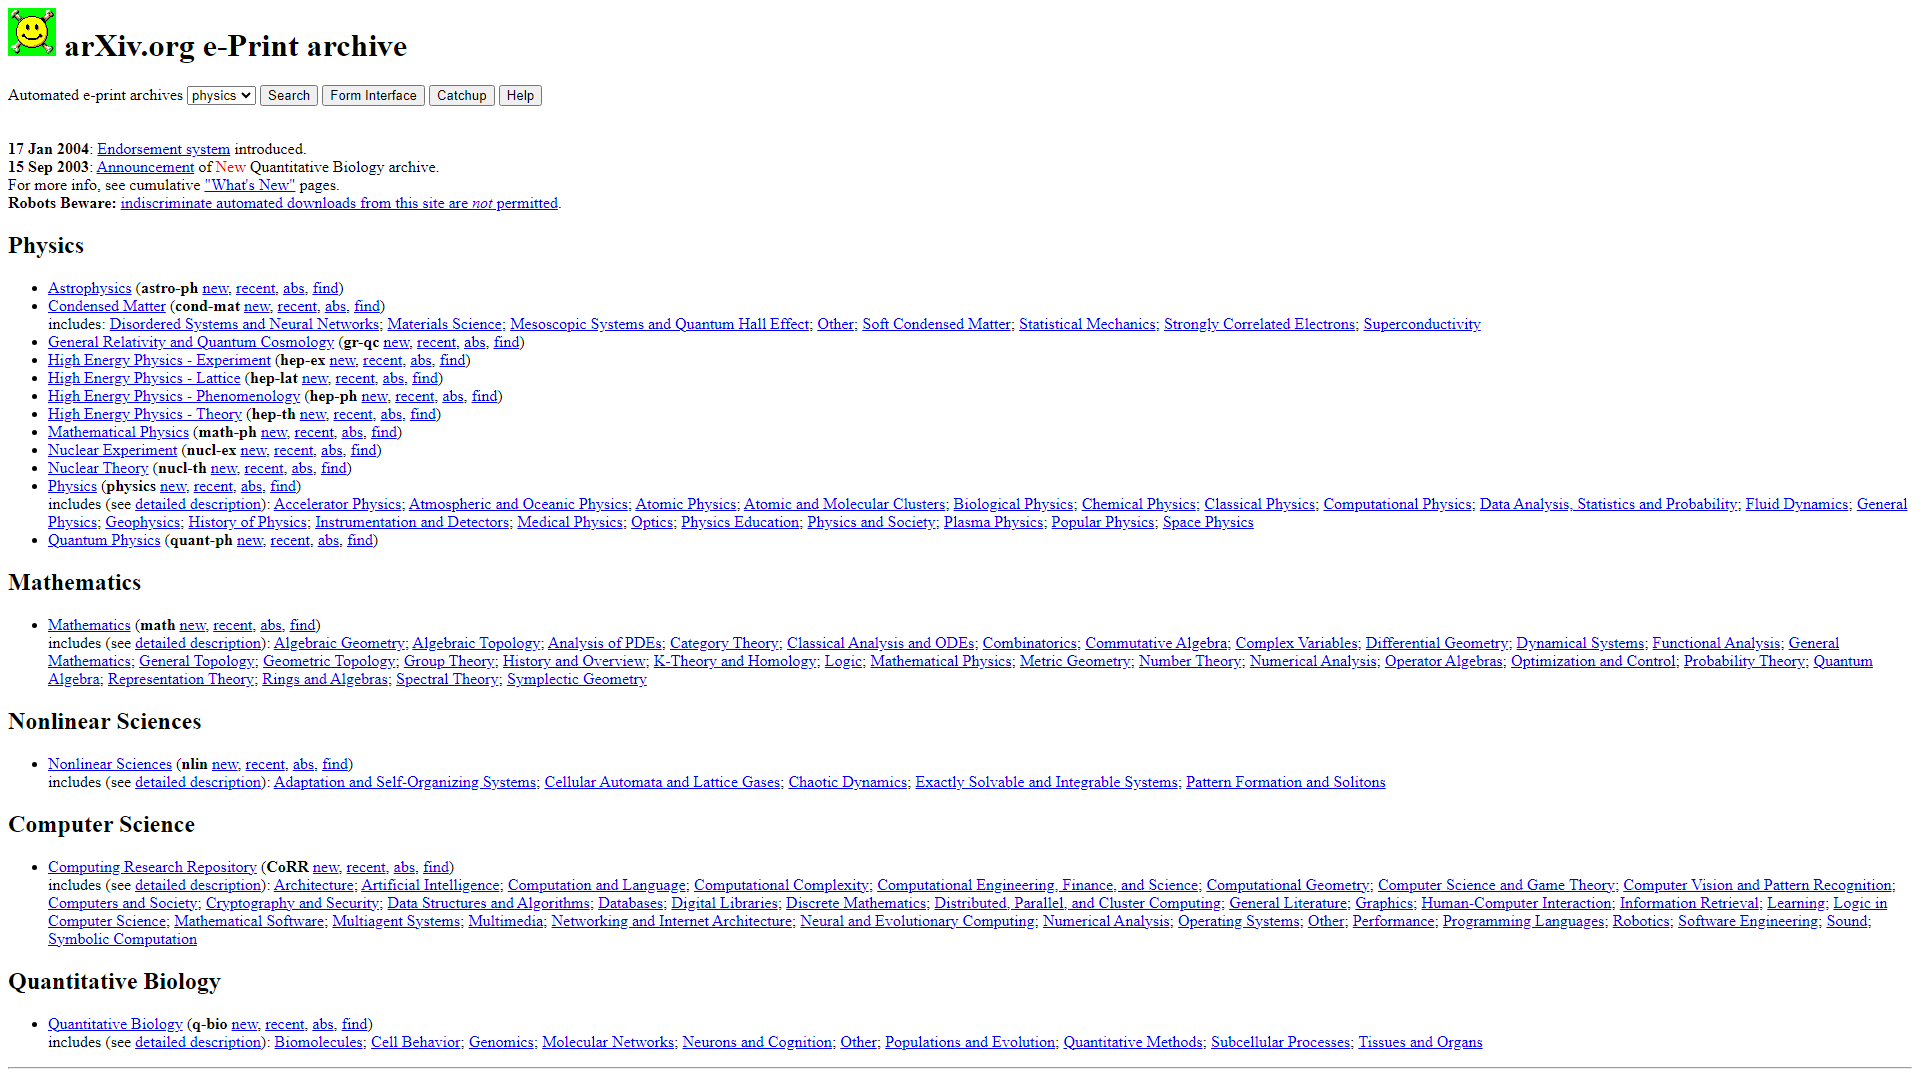 arXiv.org e-Print archive
Automated e-print archives physics Search Form Interface Catchup Help
17 Jan 2004: Endorsement system introduced.
15 Sep 2003: Announcement of New Quantitative Biology archive.
For more info, see cumulative "What's New" pages.
Robots Beware: indiscriminate automated downloads from this site are not permitted.
Physics
• Astrophysics (astro-ph new, recent, abs, find)
• Condensed Matter (cond-mat new, recent, abs, find)
includes: Disordered Systems and Neural Networks; Materials Science; Mesoscopic Systems and Quantum Hall Effect; Other; Soft Condensed Matter; Statistical Mechanics; Strongly Correlated Electrons; Superconductivity
• General Relativity and Quantum Cosmology (gr-qc new, recent, abs, find)
• High Energy Physics - Experiment (hep-ex new, recent, abs, find)
• High Energy Physics - Lattice (hep-lat new, recent, abs, find)
• High Energy Physics - Phenomenology (hep-ph new, recent, abs, find)
• High Energy Physics - Theory (hep-th new, recent, abs, find)
• Mathematical Physics (math-ph new, recent, abs, find)
• Nuclear Experiment (nucl-ex new, recent, abs, find)
• Nuclear Theory (nucl-th new, recent, abs, find)
• Physics (physics new, recent, abs, find)
includes (see detailed description): Accelerator Physics; Atmospheric and Oceanic Physics; Atomic Physics; Atomic and Molecular Clusters; Biological Physics; Chemical Physics; Classical Physics; Computational Physics; Data Analysis, Statistics and Probability; Fluid Dynamics; General
Physics; Geophysics; History of Physics; Instrumentation and Detectors; Medical Physics; Optics; Physics Education; Physics and Society; Plasma Physics; Popular Physics; Space Physics
• Quantum Physics (quant-ph new, recent, abs, find)
Mathematics
• Mathematics (math new, recent, abs, find)
includes (see detailed description): Algebraic Geometry; Algebraic Topology; Analysis of PDEs; Category Theory; Classical Analysis and ODEs; Combinatorics; Commutative Algebra; Complex Variables; Differential Geometry; Dynamical Systems; Functional Analysis; General
Mathematics; General Topology; Geometric Topology; Group Theory; History and Overview; K-Theory and Homology; Logic; Mathematical Physics; Metric Geometry; Number Theory; Numerical Analysis; Operator Algebras; Optimization and Control; Probability Theory; Quantum
Algebra; Representation Theory; Rings and Algebras; Spectral Theory; Symplectic Geometry
Nonlinear Sciences
• Nonlinear Sciences (nlin new, recent, abs, find)
includes (see detailed description): Adaptation and Self-Organizing Systems; Cellular Automata and Lattice Gases; Chaotic Dynamics; Exactly Solvable and Integrable Systems; Pattern Formation and Solitons
Computer Science
• Computing Research Repository (CoRR new, recent, abs, find)
includes (see detailed description): Architecture; Artificial Intelligence; Computation and Language; Computational Complexity; Computational Engineering, Finance, and Science; Computational Geometry; Computer Science and Game Theory; Computer Vision and Pattern Recognition;
Computers and Society; Cryptography and Security; Data Structures and Algorithms; Databases; Digital Libraries; Discrete Mathematics; Distributed, Parallel, and Cluster Computing; General Literature; Graphics; Human-Computer Interaction; Information Retrieval; Learning; Logic in
Computer Science; Mathematical Software; Multiagent Systems; Multimedia; Networking and Internet Architecture; Neural and Evolutionary Computing; Numerical Analysis; Operating Systems; Other; Performance; Programming Languages; Robotics; Software Engineering; Sound;
Symbolic Computation
Quantitative Biology
• Quantitative Biology (q-bio new, recent, abs, find)
includes (see detailed description): Biomolecules; Cell Behavior; Genomics; Molecular Networks; Neurons and Cognition; Other; Populations and Evolution; Quantitative Methods; Subcellular Processes; Tissues and Organs